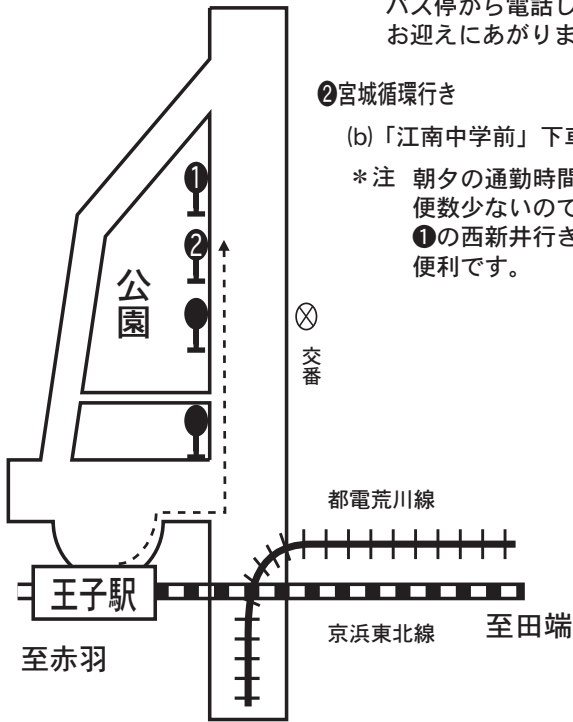 バス停から電話し
お迎えにあがりま
❷宮城循環行き
(b)「江南中学前」下車
＊注 朝夕の通勤時間
便数少ないので
❶の西新井行き
便利です。
❶
❷
公園
交番
都電荒川線
王子駅
京浜東北線
至田端
至赤羽